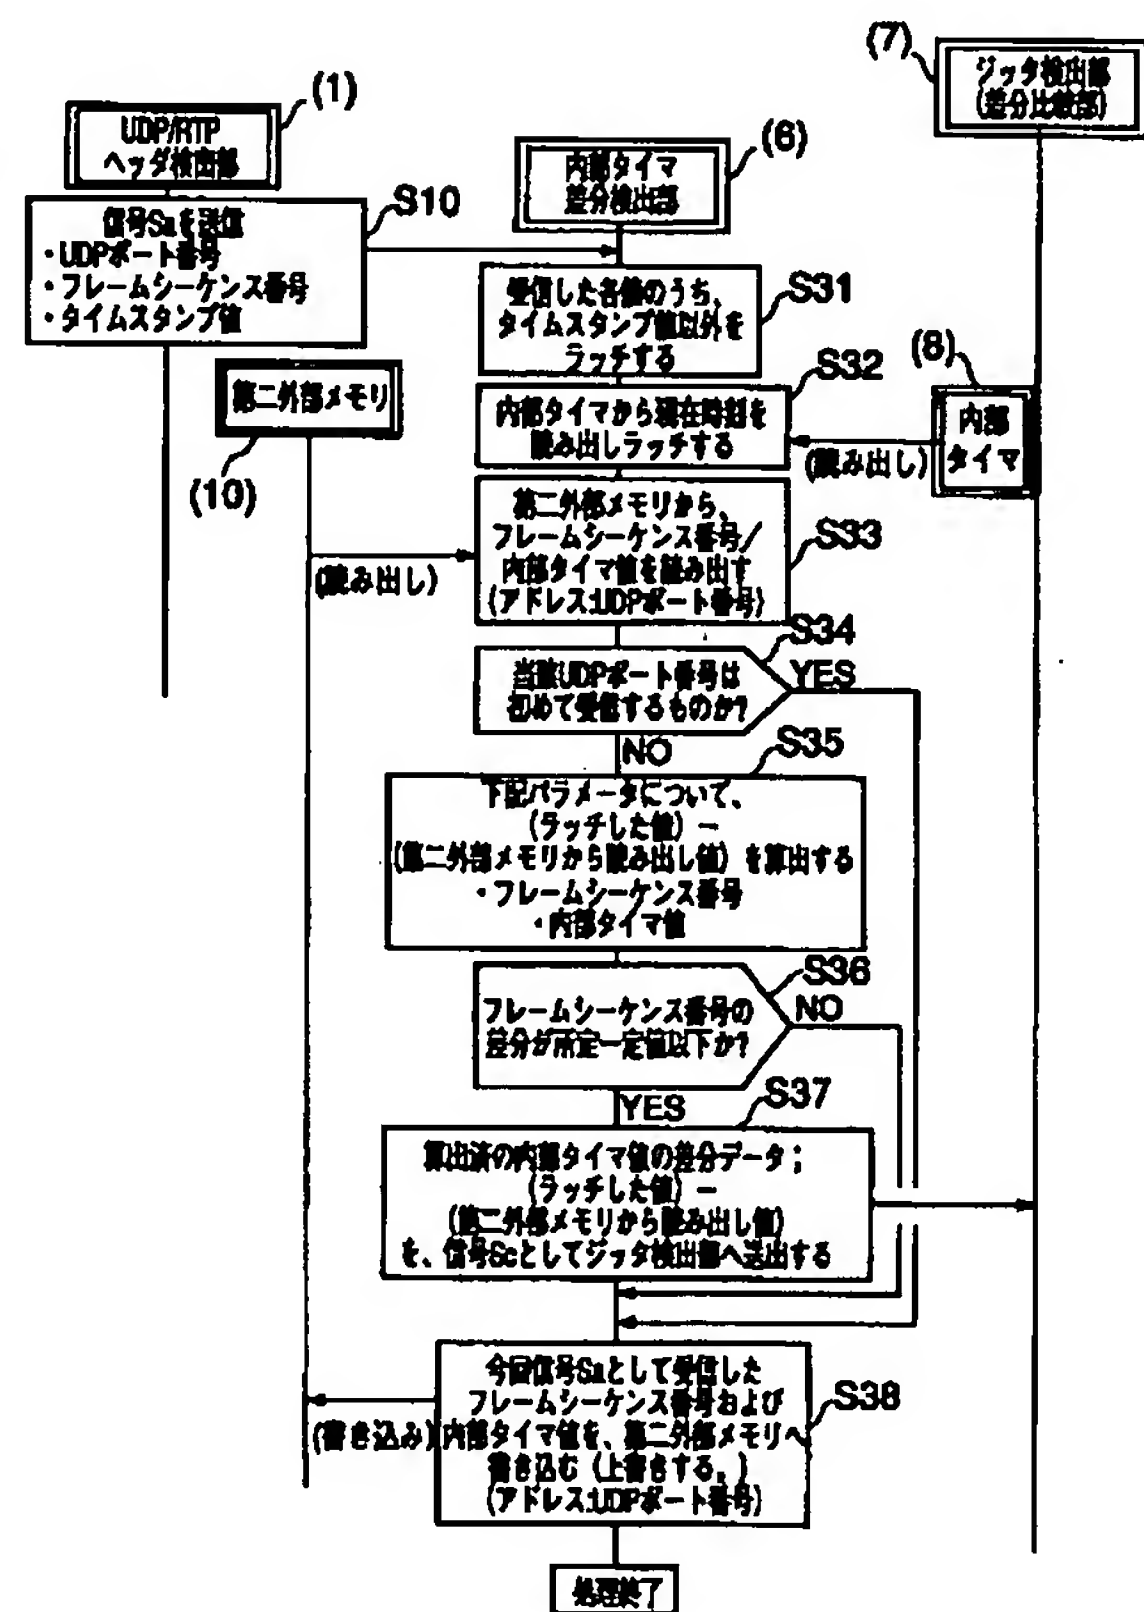 (7)
ジッタ検出部
(差分比較部)
(1)
UDP/RTP
ヘッダ検出部
(6)
内部タイマ
差分検出部
S10
信号Saを送信
・UDPポート番号
・フレームシーケンス番号
・タイムスタンプ値
S31
受信した各値のうち、
タイムスタンプ値以外を
ラッチする
(8)
内部
タイマ
第二外部メモリ
(10)
S32
内部タイマから現在時刻を
読み出しラッチする
(読み出し)
S33
第二外部メモリから、
フレームシーケンス番号/
内部タイマ値を読み出す
(アドレス:UDPポート番号)
(読み出し)
S34
当該UDPポート番号は
初めて受信するものか?
YES
NO
S35
下記パラメータについて、
(ラッチした値) −
(第二外部メモリから読み出し値) を算出する
・フレームシーケンス番号
・内部タイマ値
S36
フレームシーケンス番号の
差分が所定一定値以下か?
NO
YES
S37
算出済の内部タイマ値の差分データ;
(ラッチした値) −
(第二外部メモリから読み出し値)
を、信号Scとしてジッタ検出部へ送出する
S38
今回信号Saとして受信した
フレームシーケンス番号および
内部タイマ値を、第二外部メモリへ
書き込む (上書きする。)
(アドレス:UDPポート番号)
(書き込み)
処理終了